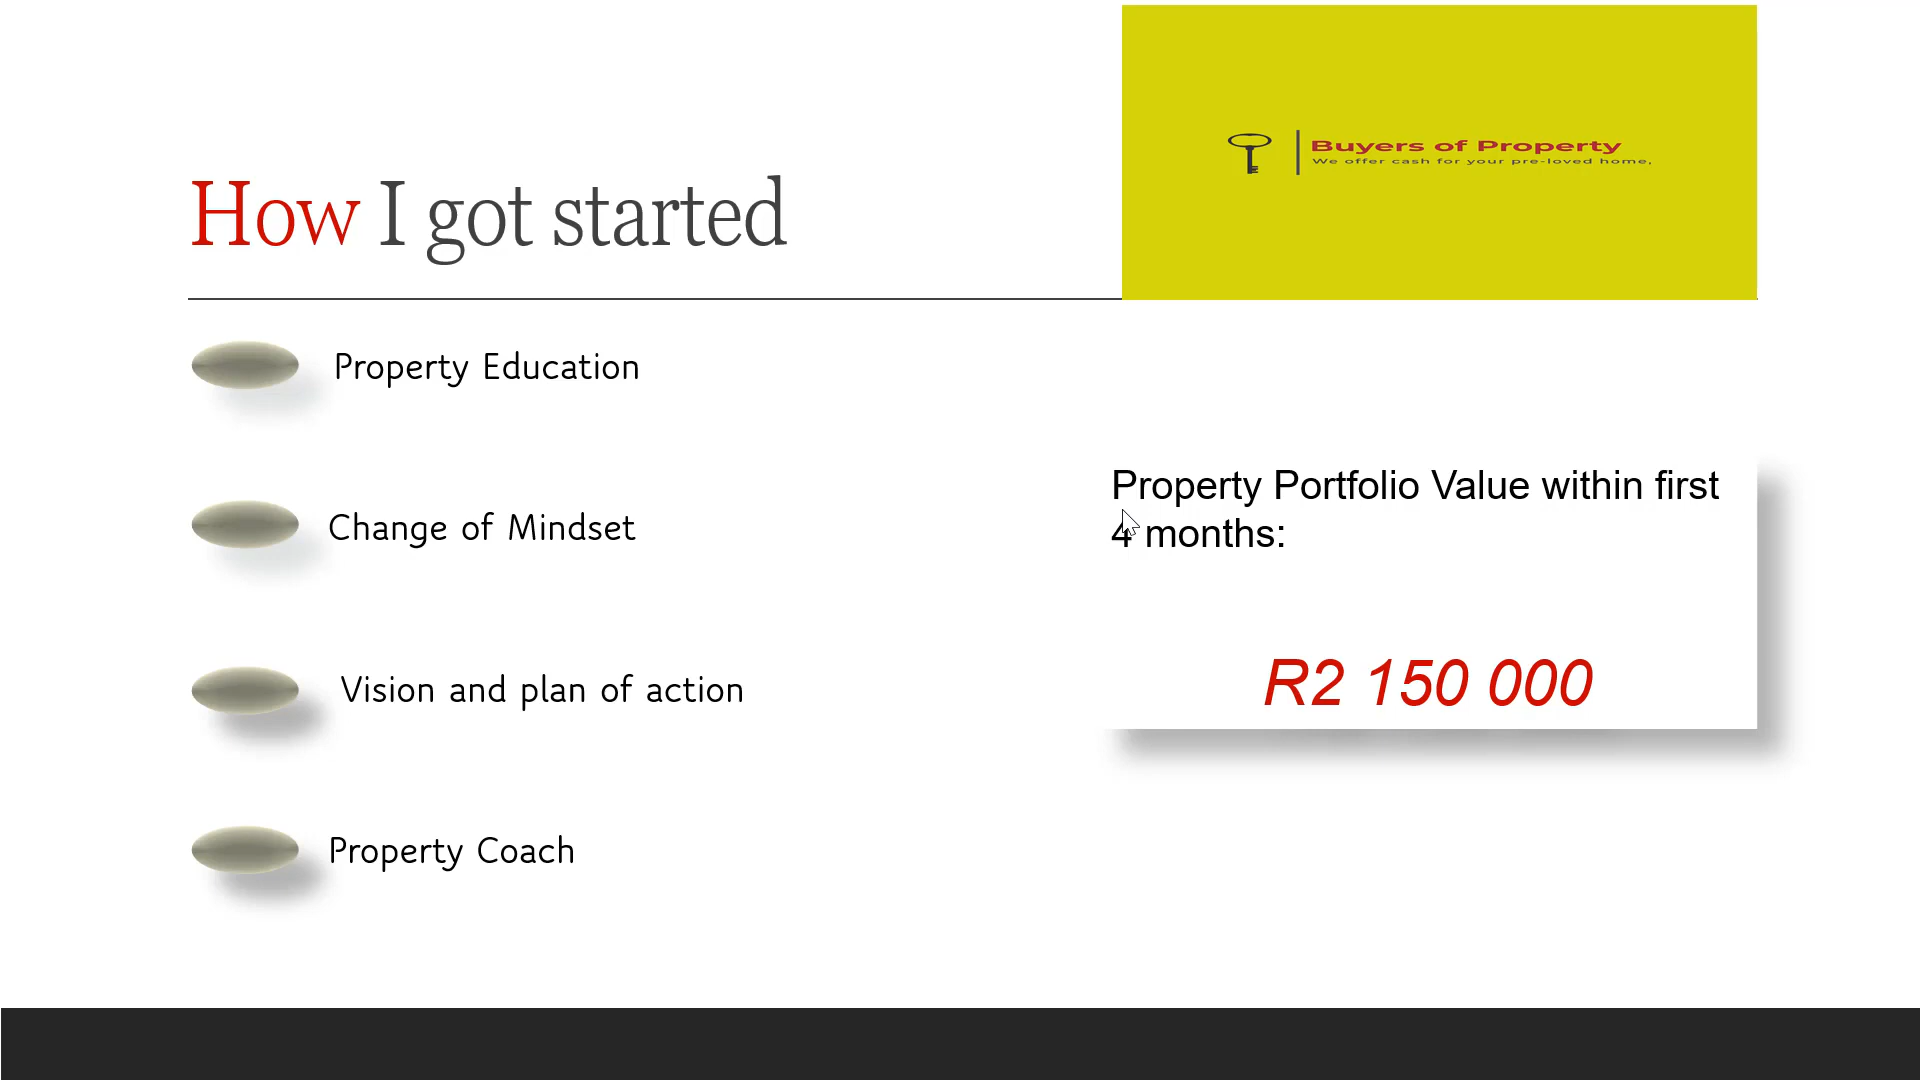 How I got started
Buyers of Property
We offer cash for your pre-loved home,
Property Education
Change of Mindset
Vision and plan of action
Property Coach
Property Portfolio Value within first
4 months:
R2 150 000